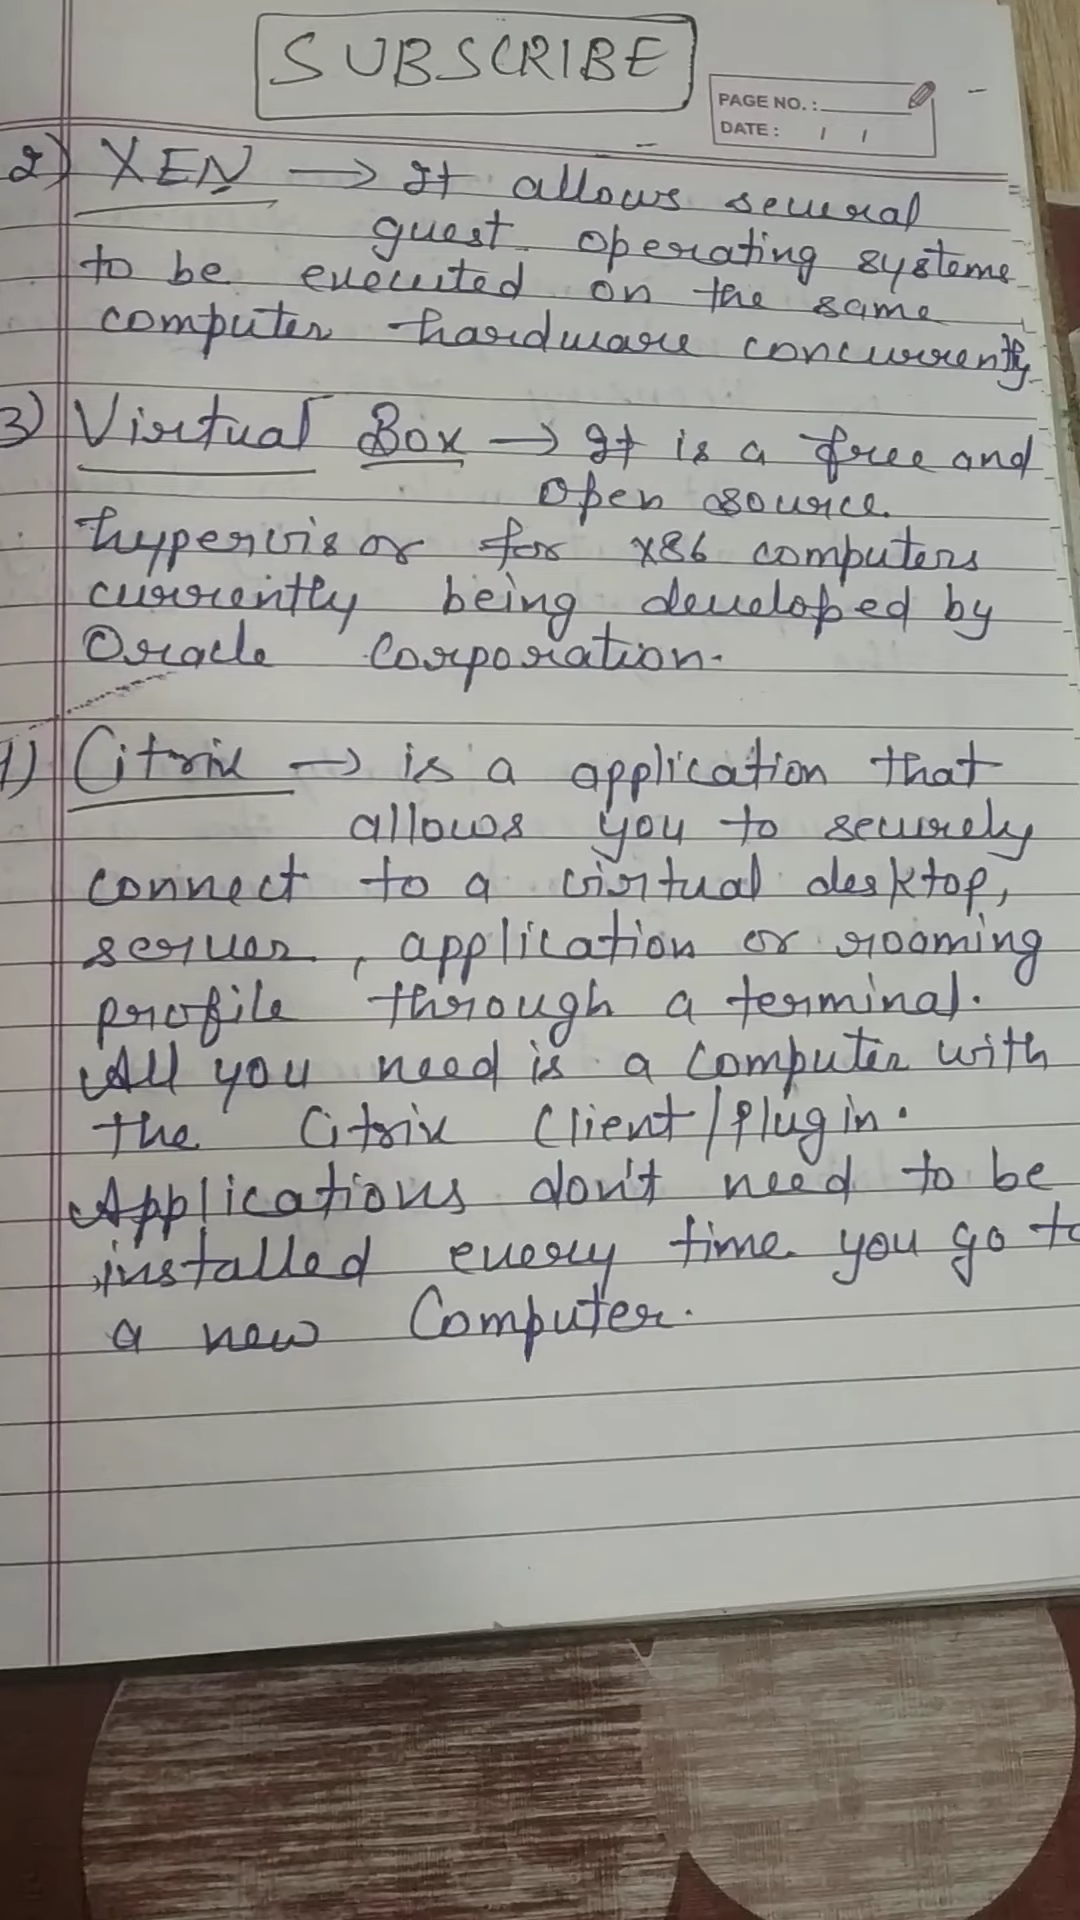 SUBSCRIBE
PAGE NO. :
DATE : / /
2) XEN → It allows several
guest operating systems
to be executed on the same
computer hardware concurrently
3) Virtual Box → It is a free and
open source
hypervisor for x86 computers
currently being developed by
Oracle Corporation.
1) Citrix → is a application that
allows you to securely
connect to a virtual desktop,
server, application or rooming
profile through a terminal.
All you need is a computer with
the Citrix Client/Plugin.
Applications don't need to be
installed every time you go to
a new Computer.